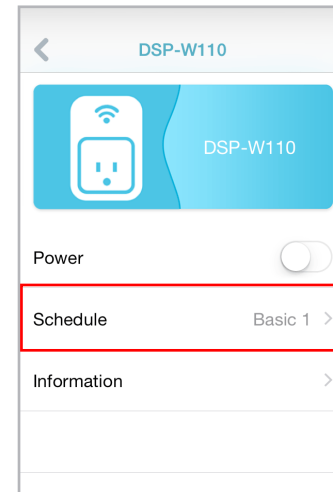 DSP-W110
DSP-W110
Power
Schedule Basic 1
Information